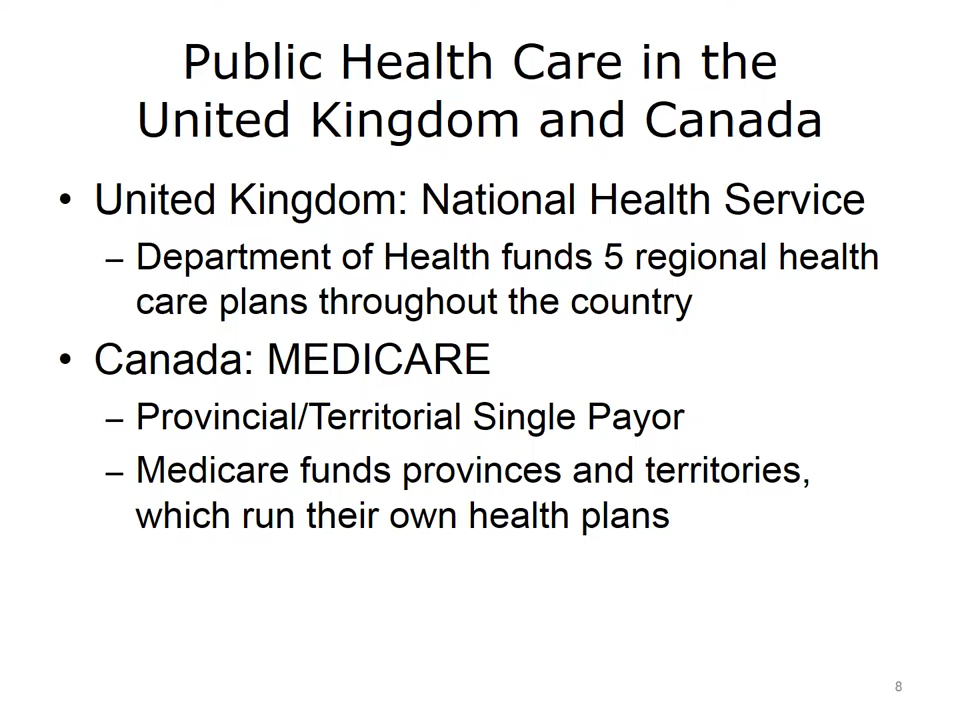 Public Health Care in the
United Kingdom and Canada
• United Kingdom: National Health Service
– Department of Health funds 5 regional health
care plans throughout the country
• Canada: MEDICARE
– Provincial/Territorial Single Payor
– Medicare funds provinces and territories,
which run their own health plans
8